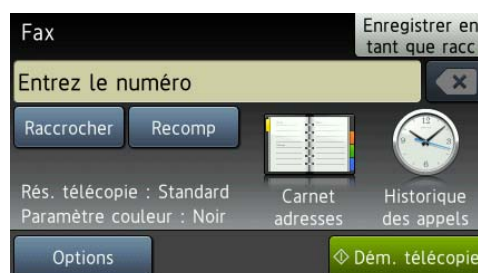 Fax
Enregistrer en
tant que racc
Entrez le numéro
Raccrocher
Recomp
Rés. télécopie : Standard
Paramètre couleur : Noir
Carnet
adresses
Historique
des appels
Options
Dém. télécopie